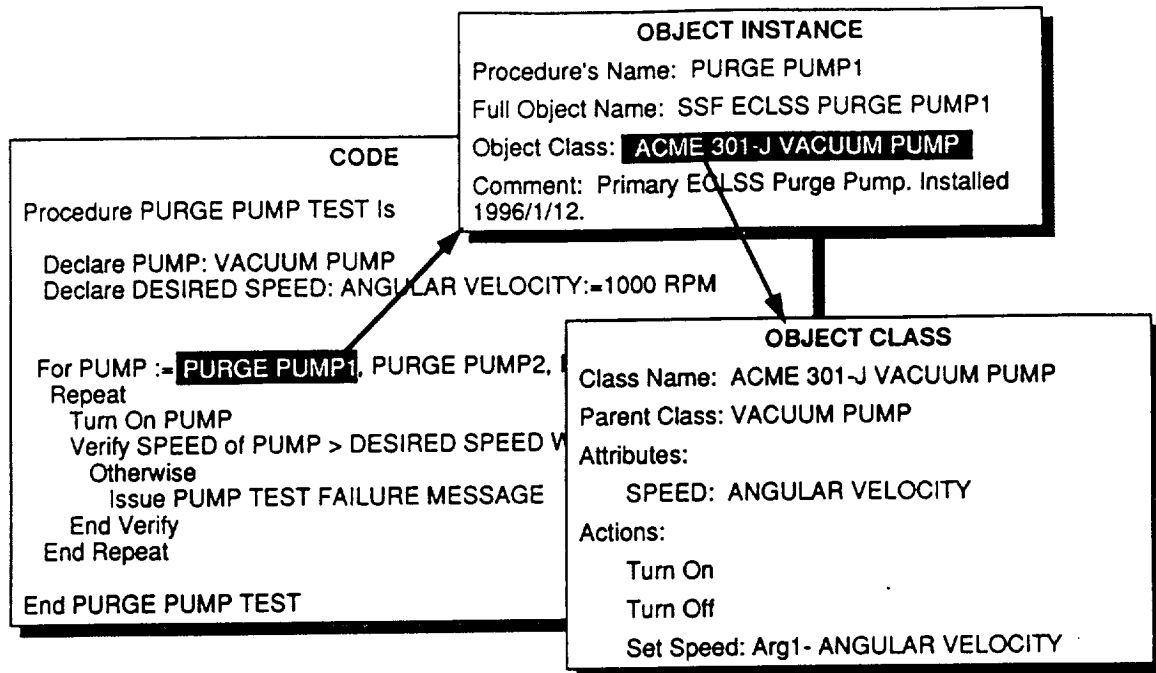 OBJECT INSTANCE
Procedure's Name: PURGE PUMP1
Full Object Name: SSF ECLSS PURGE PUMP1
Object Class: ACME 301-J VACUUM PUMP
Comment: Primary ECLSS Purge Pump. Installed
1996/1/12.
CODE
Procedure PURGE PUMP TEST Is
Declare PUMP: VACUUM PUMP
Declare DESIRED SPEED: ANGULAR VELOCITY:=1000 RPM
For PUMP := PURGE PUMP1, PURGE PUMP2,
Repeat
Turn On PUMP
Verify SPEED of PUMP > DESIRED SPEED
Otherwise
Issue PUMP TEST FAILURE MESSAGE
End Verify
End Repeat
End PURGE PUMP TEST
OBJECT CLASS
Class Name: ACME 301-J VACUUM PUMP
Parent Class: VACUUM PUMP
Attributes:
SPEED: ANGULAR VELOCITY
Actions:
Turn On
Turn Off
Set Speed: Arg1- ANGULAR VELOCITY